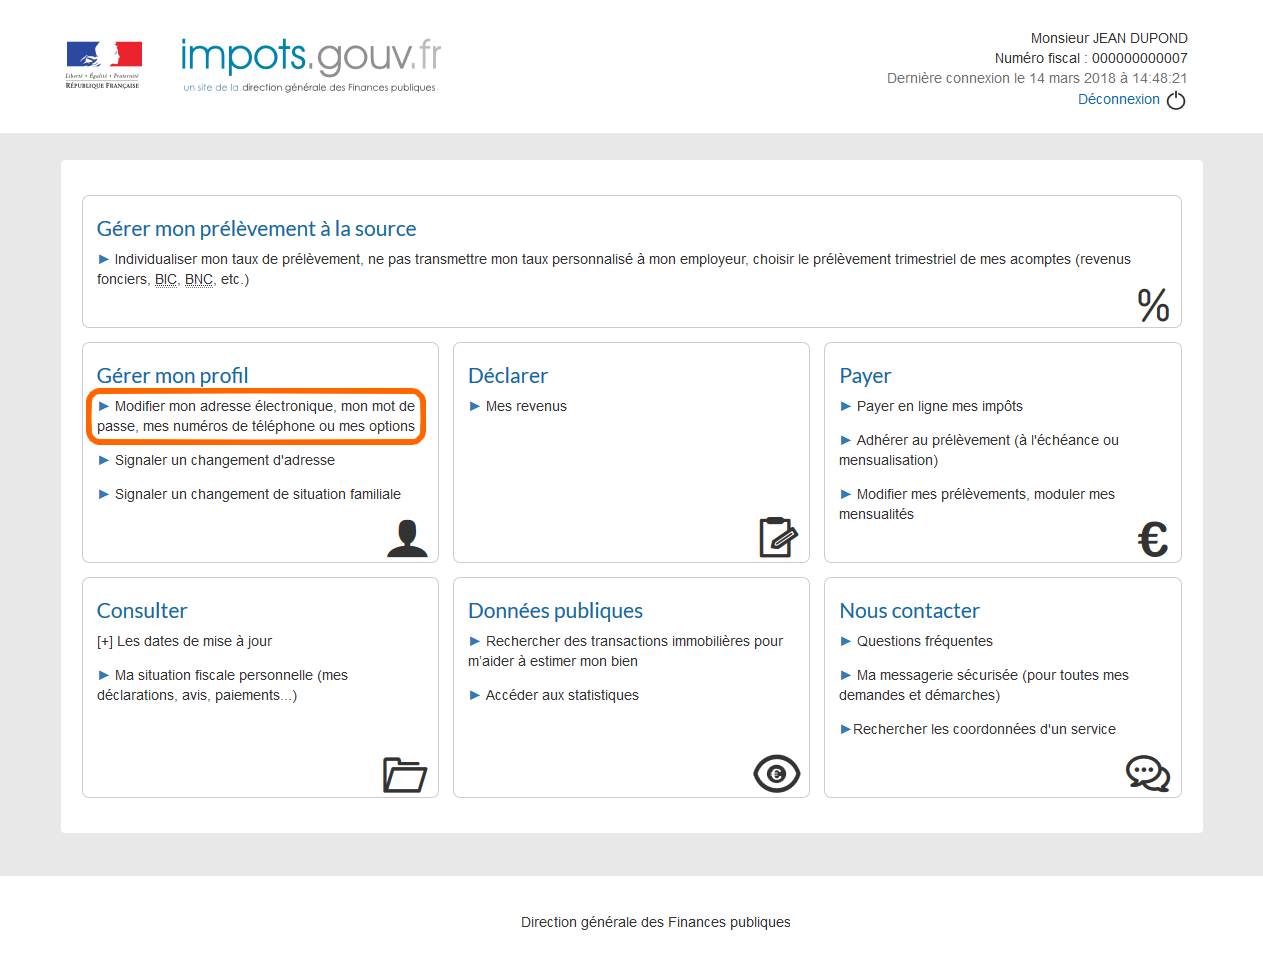 Liberté • Égalité • Fraternité
RÉPUBLIQUE FRANÇAISE
impots.gouv.fr
un site de la direction générale des Finances publiques
Monsieur JEAN DUPOND
Numéro fiscal : 000000000007
Dernière connexion le 14 mars 2018 à 14:48:21
Déconnexion
Gérer mon prélèvement à la source
► Individualiser mon taux de prélèvement, ne pas transmettre mon taux personnalisé à mon employeur, choisir le prélèvement trimestriel de mes acomptes (revenus
fonciers, BIC, BNC, etc.)
%
Gérer mon profil
► Modifier mon adresse électronique, mon mot de
passe, mes numéros de téléphone ou mes options
► Signaler un changement d'adresse
► Signaler un changement de situation familiale
Déclarer
► Mes revenus
Payer
► Payer en ligne mes impôts
► Adhérer au prélèvement (à l'échéance ou
mensualisation)
► Modifier mes prélèvements, moduler mes
mensualités
€
Consulter
[+] Les dates de mise à jour
► Ma situation fiscale personnelle (mes
déclarations, avis, paiements...)
Données publiques
► Rechercher des transactions immobilières pour
m'aider à estimer mon bien
► Accéder aux statistiques
€
Nous contacter
► Questions fréquentes
► Ma messagerie sécurisée (pour toutes mes
demandes et démarches)
►Rechercher les coordonnées d'un service
Direction générale des Finances publiques